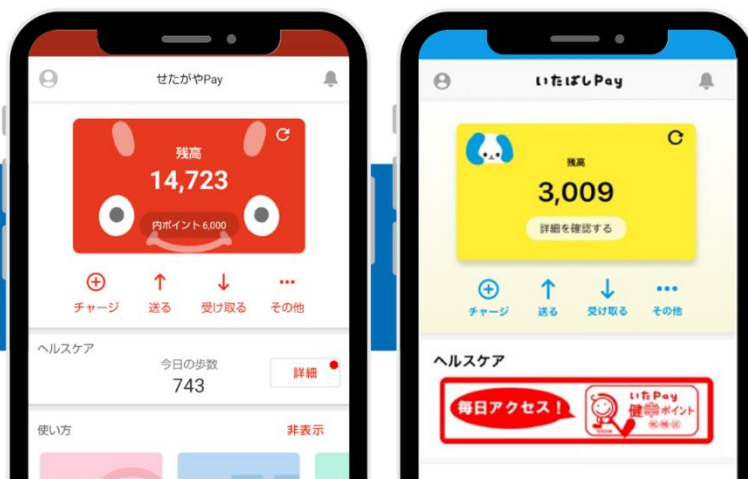 せたがやPay
残高
14,723
内ポイント 6,000
チャージ
送る
受け取る
その他
ヘルスケア
今日の歩数
743
詳細
使い方
非表示
いたばしPay
残高
3,009
詳細を確認する
チャージ
送る
受け取る
その他
ヘルスケア
毎日アクセス!
いたPay
健幸ポイント